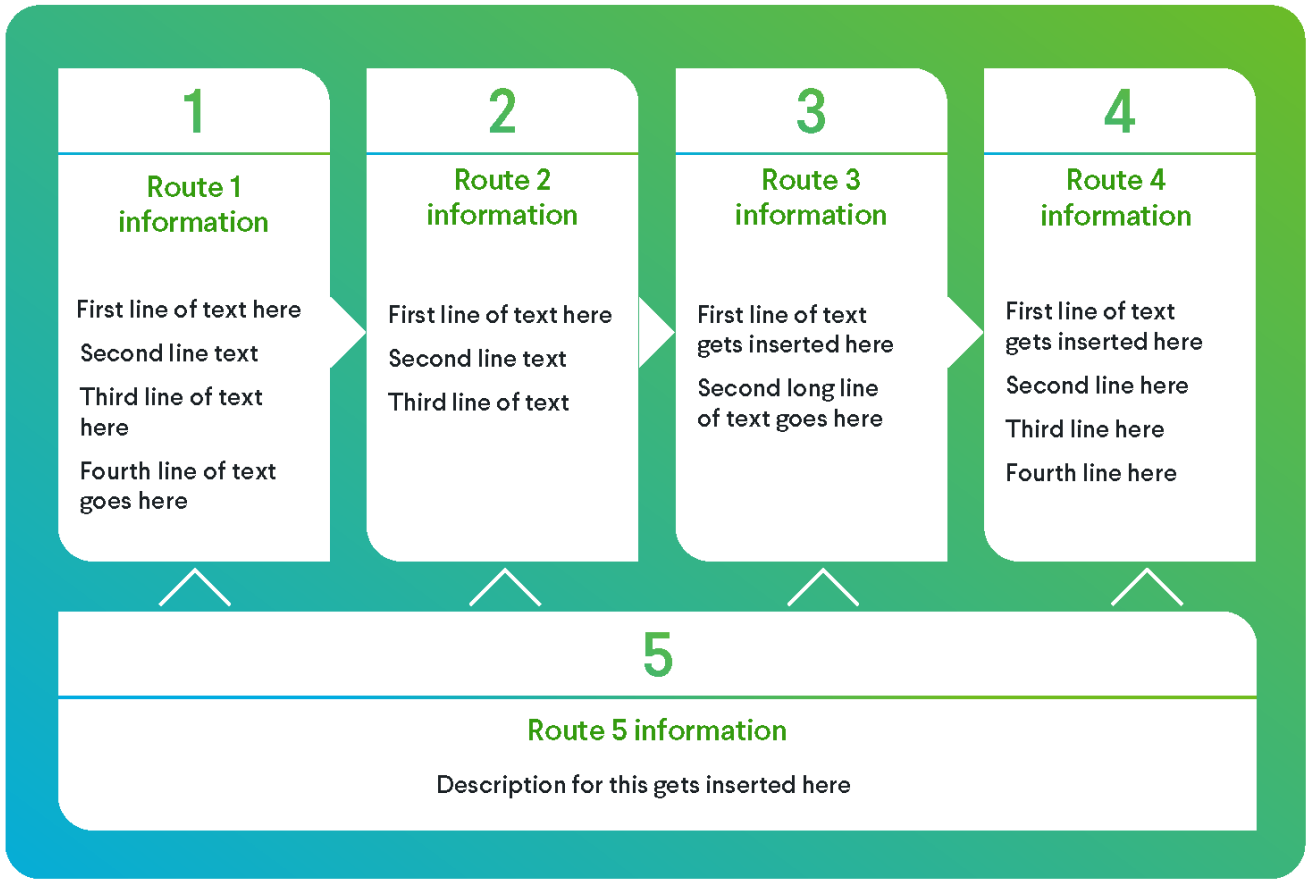 1
Route 1
information
First line of text here
Second line text
Third line of text
here
Fourth line of text
goes here
2
Route 2
information
First line of text here
Second line text
Third line of text
3
Route 3
information
First line of text
gets inserted here
Second long line
of text goes here
4
Route 4
information
First line of text
gets inserted here
Second line here
Third line here
Fourth line here
5
Route 5 information
Description for this gets inserted here